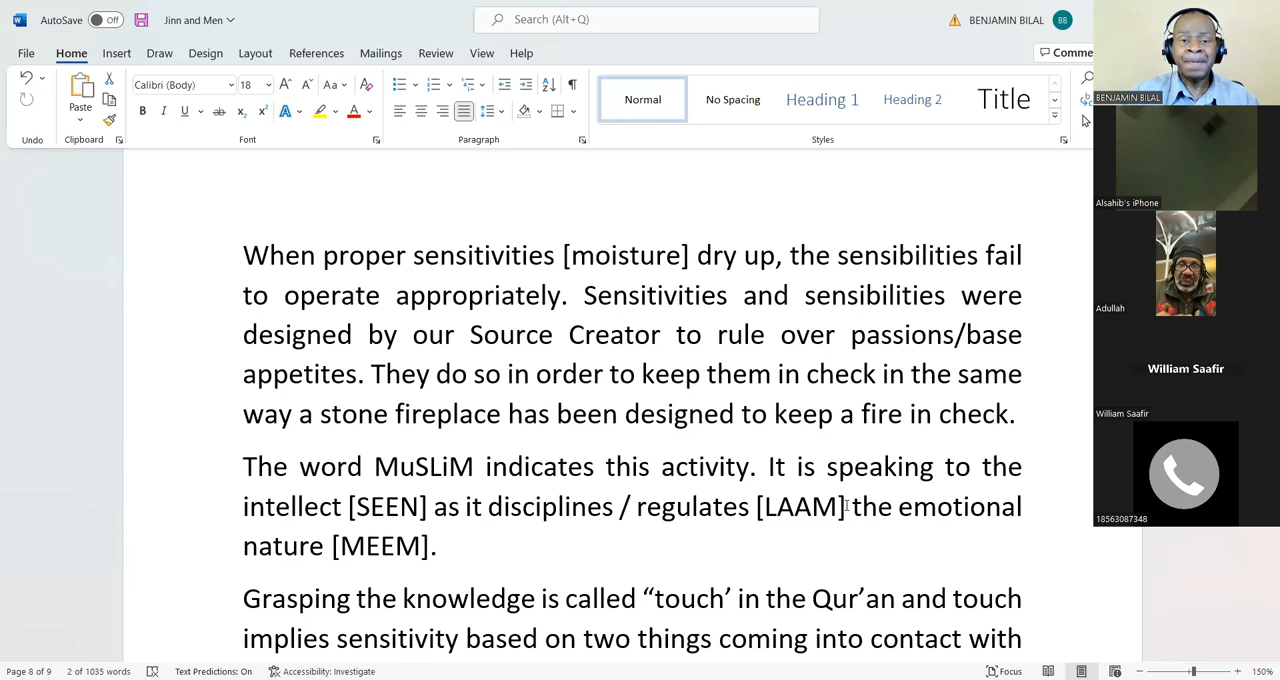 AutoSave Off Jinn and Men Search (Alt+Q) BENJAMIN BILAL BB
File Home Insert Draw Design Layout References Mailings Review View Help Comme
Calibri (Body) 18
Paste
Normal No Spacing Heading 1 Heading 2 Title
Undo Clipboard Font Paragraph Styles
When proper sensitivities [moisture] dry up, the sensibilities fail
to operate appropriately. Sensitivities and sensibilities were
designed by our Source Creator to rule over passions/base
appetites. They do so in order to keep them in check in the same
way a stone fireplace has been designed to keep a fire in check.
The word MuSLiM indicates this activity. It is speaking to the
intellect [SEEN] as it disciplines / regulates [LAAM] the emotional
nature [MEEM].
Grasping the knowledge is called “touch’ in the Qur’an and touch
implies sensitivity based on two things coming into contact with
BENJAMIN BILAL
Alsahib's iPhone
Adullah
William Saafir
William Saafir
18563087348
Page 8 of 9 2 of 1035 words Text Predictions: On Accessibility: Investigate Focus 150%